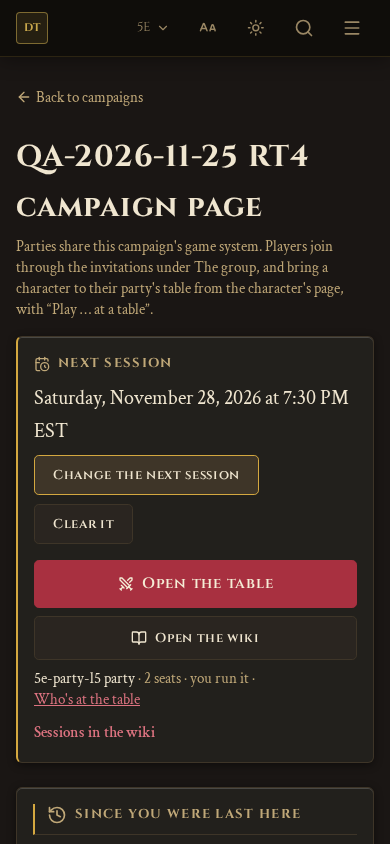 DT
5E
Aa
Back to campaigns
QA-2026-11-25 RT4
CAMPAIGN PAGE
Parties share this campaign's game system. Players join
through the invitations under The group, and bring a
character to their party's table from the character's page,
with “Play … at a table”.
NEXT SESSION
Saturday, November 28, 2026 at 7:30 PM
EST
CHANGE THE NEXT SESSION
CLEAR IT
OPEN THE TABLE
OPEN THE WIKI
5e-party-l5 party · 2 seats · you run it ·
Who's at the table
Sessions in the wiki
SINCE YOU WERE LAST HERE